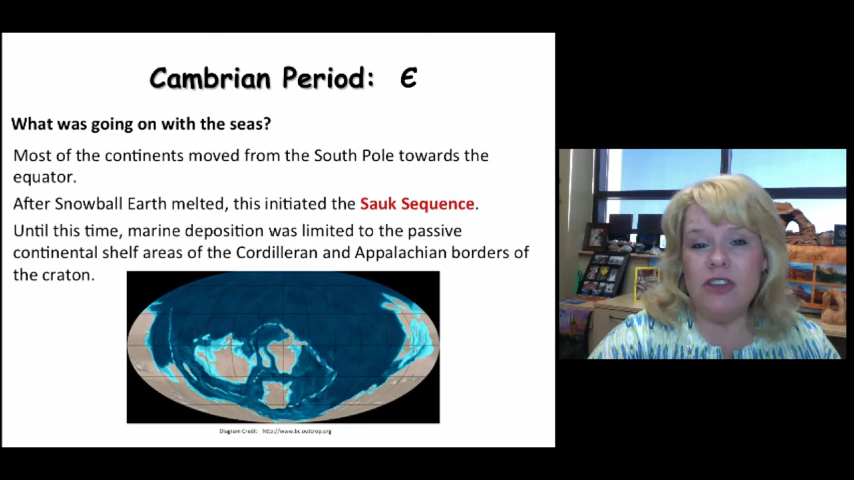 Cambrian Period: Є
What was going on with the seas?
Most of the continents moved from the South Pole towards the
equator.
After Snowball Earth melted, this initiated the Sauk Sequence.
Until this time, marine deposition was limited to the passive
continental shelf areas of the Cordilleran and Appalachian borders of
the craton.
Diagram Credit: http://www.bc.outcrop.org